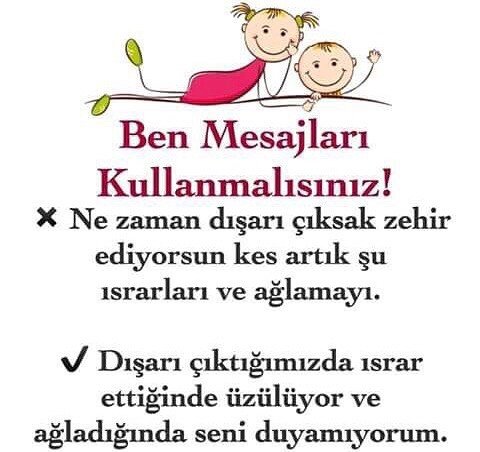 Ben Mesajları
Kullanmalısınız!
✖ Ne zaman dışarı çıksak zehir
ediyorsun kes artık şu
ısrarları ve ağlamayı.
✔ Dışarı çıktığımızda ısrar
ettiğinde üzülüyor ve
ağladığında seni duyamıyorum.